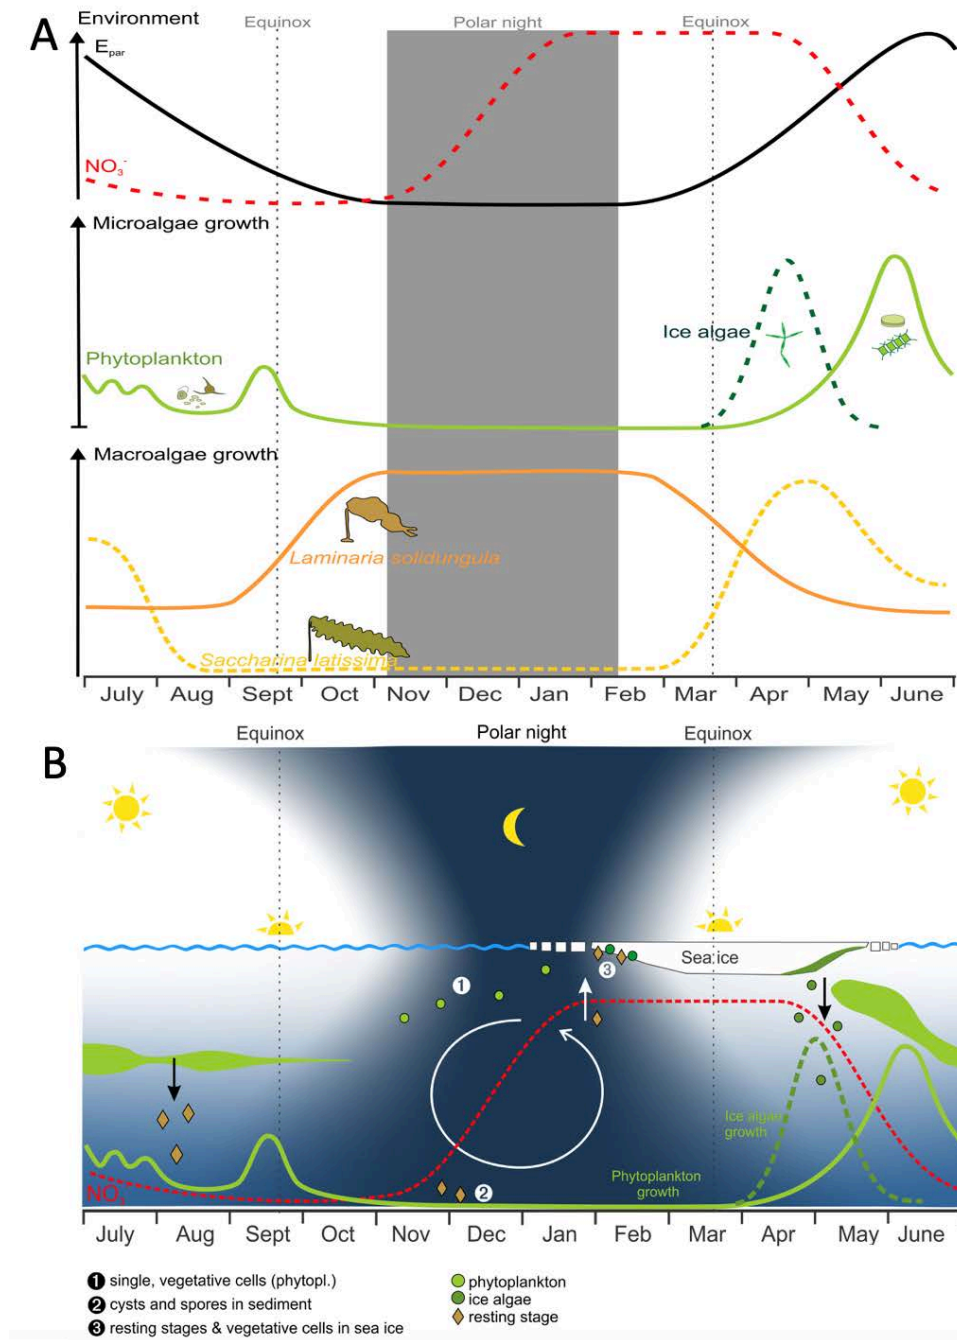 A
Environment
Equinox
Polar night
Equinox
E par
NO3-
Microalgae growth
Ice algae
Phytoplankton
Macroalgae growth
Laminaria solidungula
Saccharina latissima
July Aug Sept Oct Nov Dec Jan Feb Mar Apr May June
B
Equinox
Polar night
Equinox
1
3
Sea ice
Ice algae
growth
Phytoplankton
growth
NO3
2
July Aug Sept Oct Nov Dec Jan Feb Mar Apr May June
1 single, vegetative cells (phytopl.)
2 cysts and spores in sediment
3 resting stages & vegetative cells in sea ice
phytoplankton
ice algae
resting stage